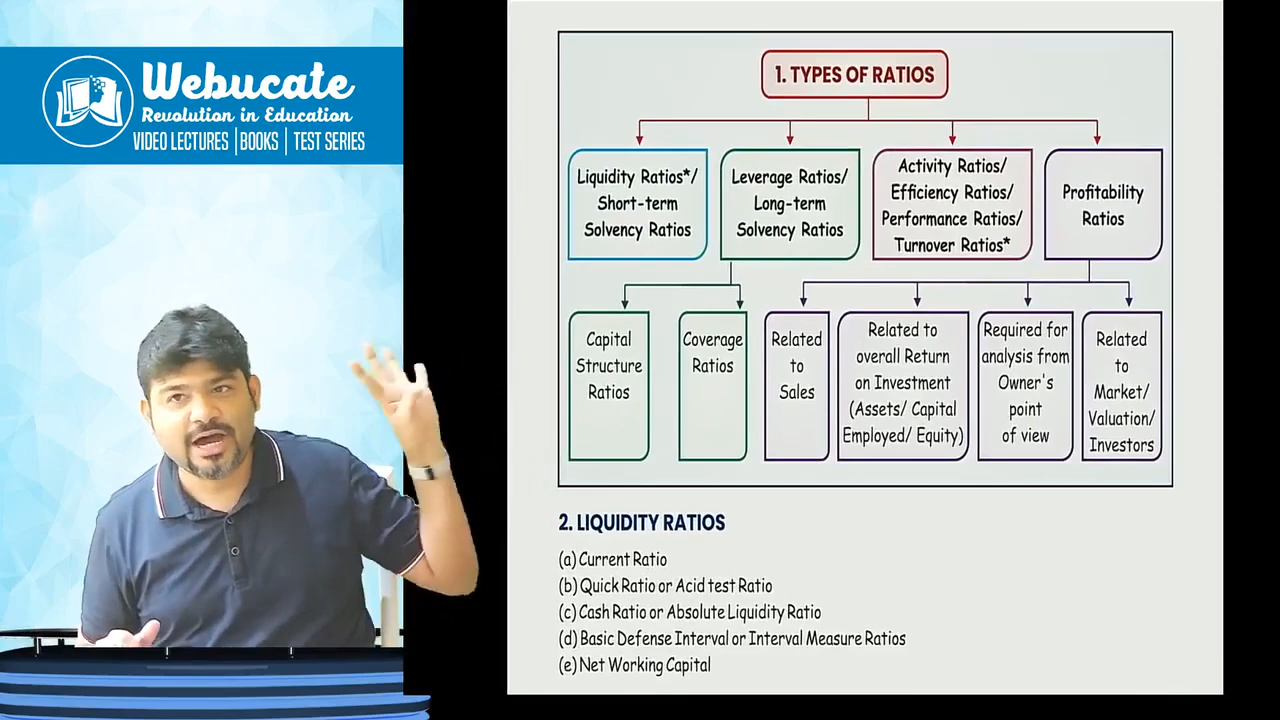 Webucate
Revolution in Education
VIDEO LECTURES | BOOKS | TEST SERIES
1. TYPES OF RATIOS
Liquidity Ratios*/
Short-term
Solvency Ratios
Leverage Ratios/
Long-term
Solvency Ratios
Activity Ratios/
Efficiency Ratios/
Performance Ratios/
Turnover Ratios*
Profitability
Ratios
Capital
Structure
Ratios
Coverage
Ratios
Related
to
Sales
Related to
overall Return
on Investment
(Assets/ Capital
Employed/ Equity)
Required for
analysis from
Owner's
point
of view
Related
to
Market/
Valuation/
Investors
2. LIQUIDITY RATIOS
(a) Current Ratio
(b) Quick Ratio or Acid test Ratio
(c) Cash Ratio or Absolute Liquidity Ratio
(d) Basic Defense Interval or Interval Measure Ratios
(e) Net Working Capital